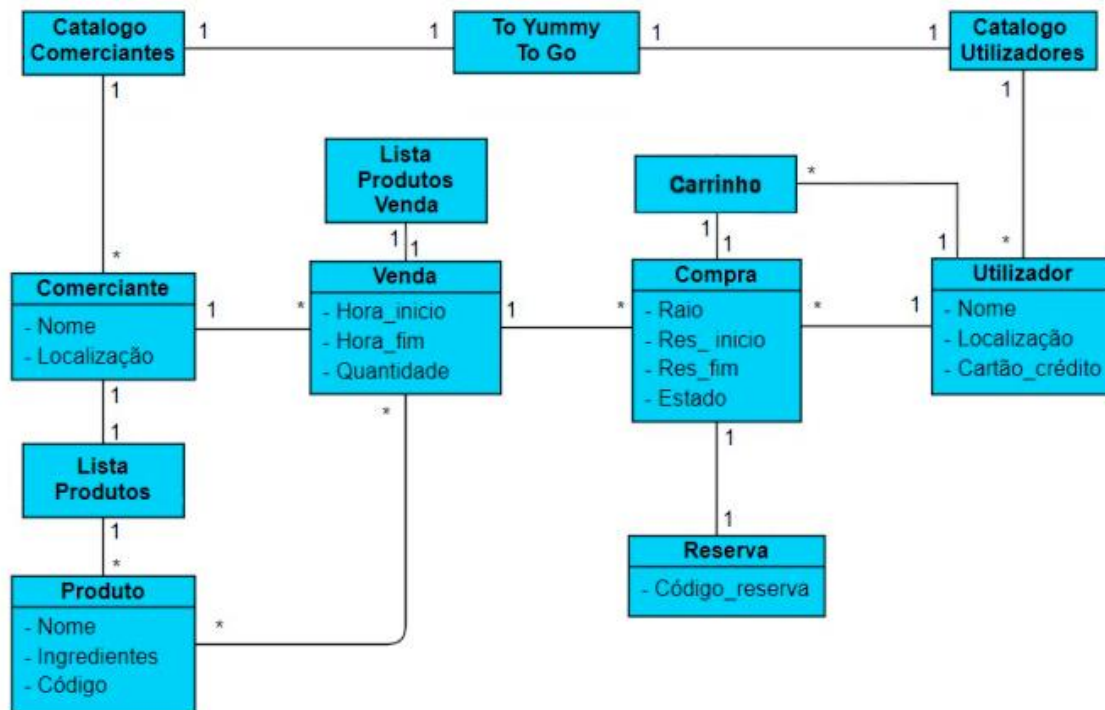 Catalogo
Comerciantes
1
1
To Yummy
To Go
1
1
Catalogo
Utilizadores
1
1
Lista
Produtos
Venda
Carrinho
*
1
1
1
1
*
1
*
Comerciante
- Nome
- Localização
1
*
Venda
- Hora_inicio
- Hora_fim
- Quantidade
1
*
Compra
- Raio
- Res_ inicio
- Res_fim
- Estado
*
1
Utilizador
- Nome
- Localização
- Cartão_crédito
1
1
*
1
Lista
Produtos
1
*
1
Reserva
- Código_reserva
Produto
- Nome
- Ingredientes
- Código
*